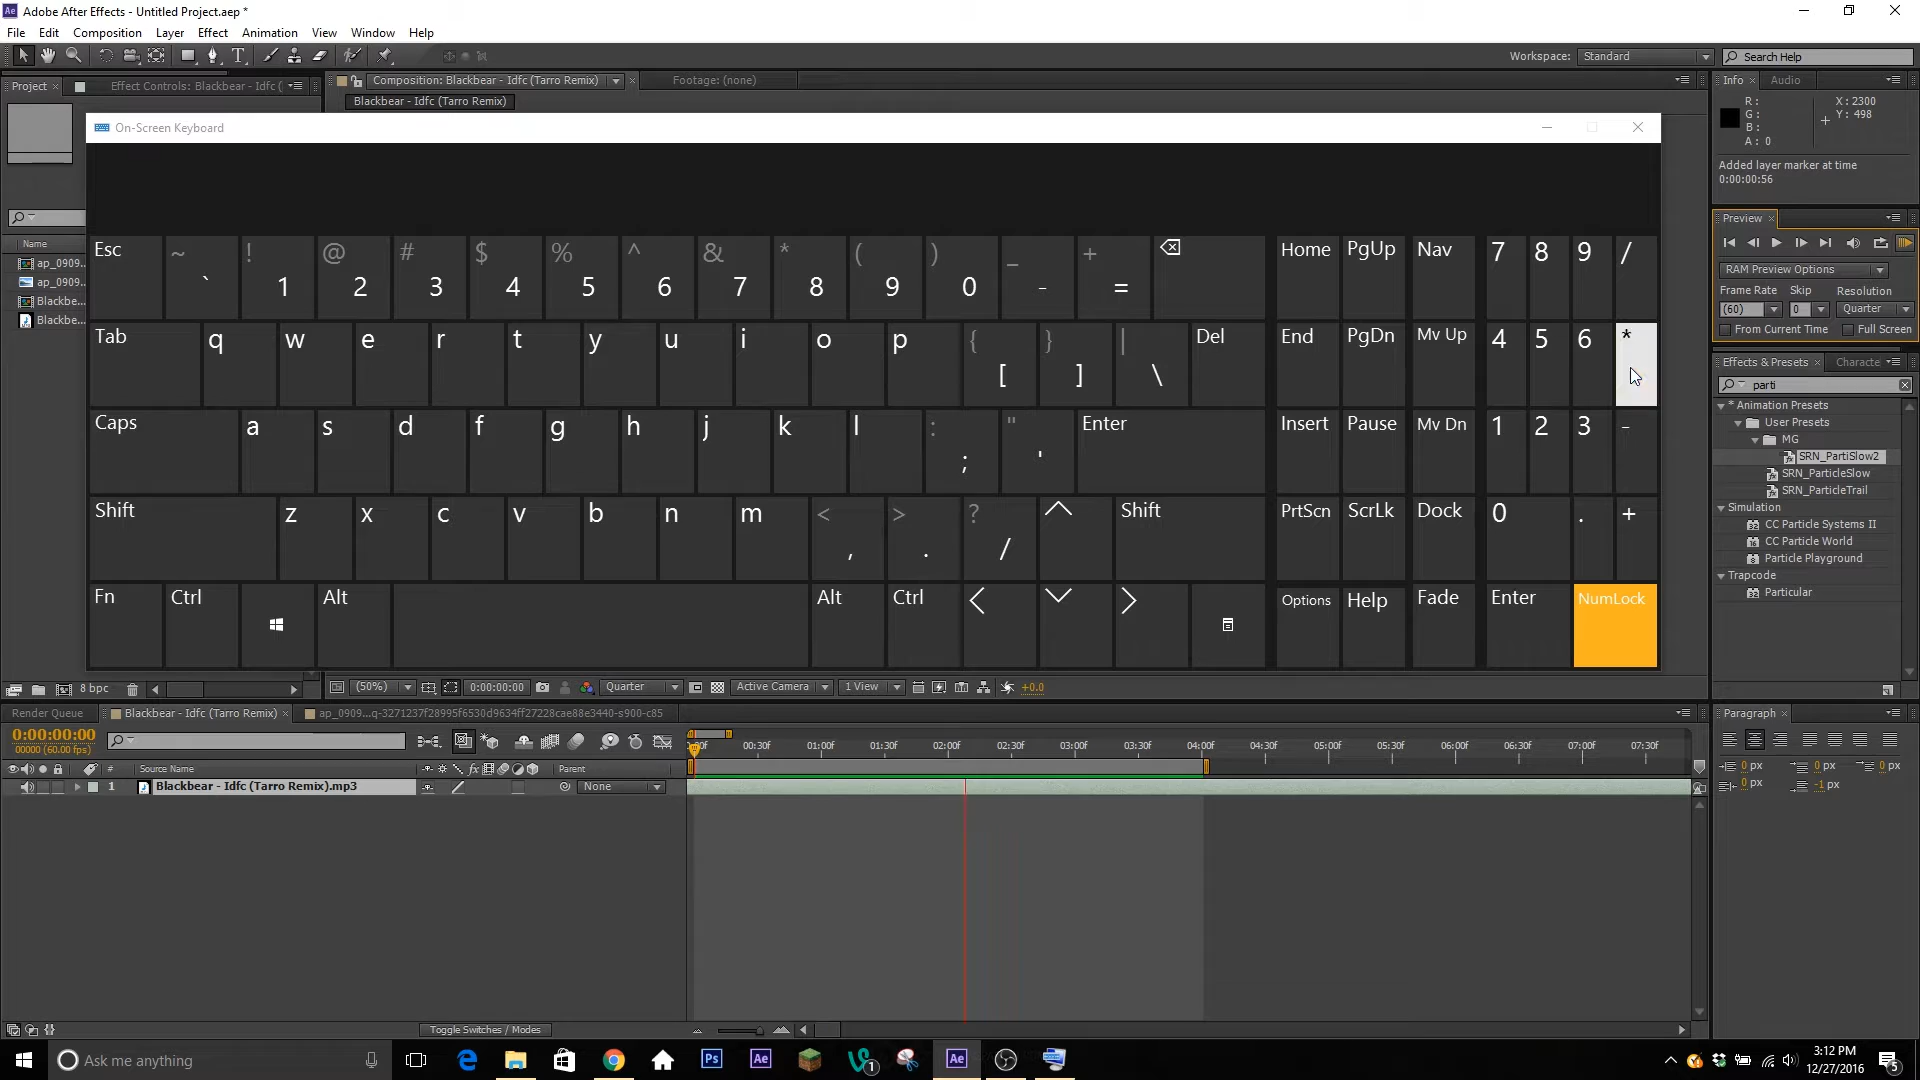 Adobe After Effects - Untitled Project.aep *
File Edit Composition Layer Effect Animation View Window Help
Workspace: Standard Search Help
Project Effect Controls: Blackbear - Idfc ( Composition: Blackbear - Idfc (Tarro Remix) Footage: (none) Info Audio
Blackbear - Idfc (Tarro Remix)
R: X: 2300
G: Y: 498
B:
A: 0
Added layer marker at time
0:00:00:56
On-Screen Keyboard
Preview
RAM Preview Options
Frame Rate Skip Resolution
(60) 0 Quarter
From Current Time Full Screen
Effects & Presets Characte
parti
* Animation Presets
User Presets
MG
SRN_PartiSlow2
SRN_ParticleSlow
SRN_ParticleTrail
Simulation
CC Particle Systems II
CC Particle World
Particle Playground
Trapcode
Particular
Name
ap_0909...
ap_0909...
Blackbe...
Blackbe...
Esc ~ ` ! 1 @ 2 # 3 $ 4 % 5 ^ 6 & 7 * 8 ( 9 ) 0 _ - + = Home PgUp Nav 7 8 9 /
Tab q w e r t y u i o p { [ } ] | \ Del End PgDn Mv Up 4 5 6 *
Caps a s d f g h j k l : ; " ' Enter Insert Pause Mv Dn 1 2 3 -
Shift z x c v b n m < , > . ? / Shift PrtScn ScrLk Dock 0 . +
Fn Ctrl Alt Alt Ctrl Options Help Fade Enter NumLock
8 bpc (50%) 0:00:00:00 Quarter Active Camera 1 View +0.0
Render Queue Blackbear - Idfc (Tarro Remix) ap_0909...q-3271237f28995f6530d9634ff27228cae88e3440-s900-c85 Paragraph
0:00:00:00
00000 (60.00 fps)
00:30f 01:00f 01:30f 02:00f 02:30f 03:00f 03:30f 04:00f 04:30f 05:00f 05:30f 06:00f 06:30f 07:00f 07:30f
# Source Name Parent
1 Blackbear - Idfc (Tarro Remix).mp3 None
0 px 0 px 0 px
0 px -1 px
Toggle Switches / Modes
Ask me anything
3:12 PM
12/27/2016